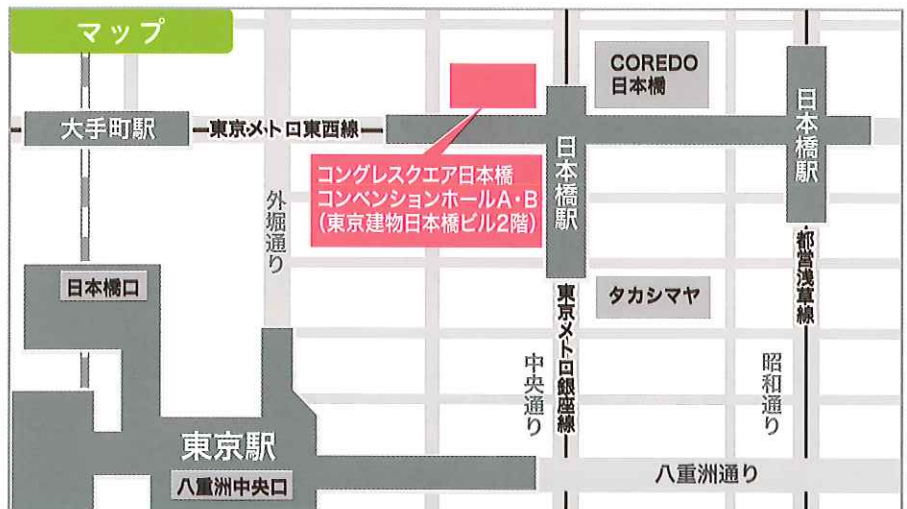 マップ
COREDO
日本橋
大手町駅
東京メトロ東西線
日本橋駅
日本橋駅
コングレスクエア日本橋
コンベンションホールA・B
(東京建物日本橋ビル2階)
外堀通り
都営浅草線
日本橋口
タカシマヤ
東京メトロ銀座線
中央通り
昭和通り
東京駅
八重洲中央口
八重洲通り